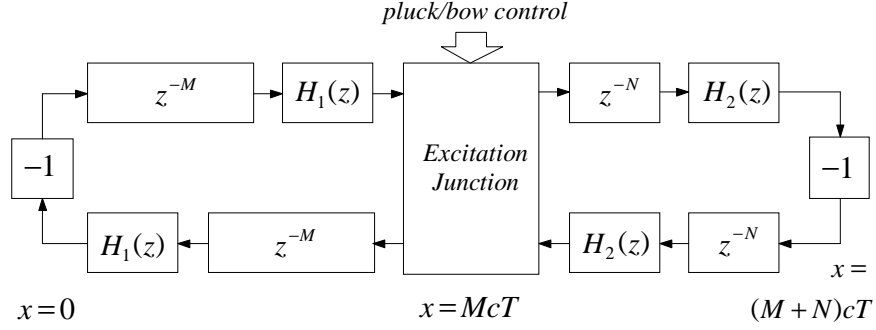 pluck/bow control
z^{-M}
H_1(z)
z^{-N}
H_2(z)
Excitation
Junction
-1
-1
H_1(z)
z^{-M}
H_2(z)
z^{-N}
x=0
x=McT
x=
(M+N)cT